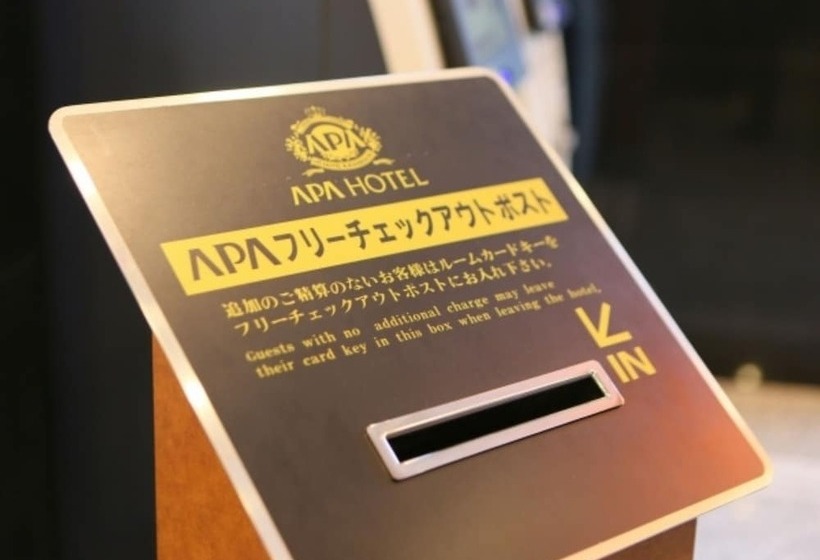 APA
APA HOTEL
APAフリーチェックアウトポスト
追加のご精算のないお客様はルームカードキーを
フリーチェックアウトポストにお入れ下さい。
Guests with no additional charge may leave
their card key in this box when leaving the hotel.
IN